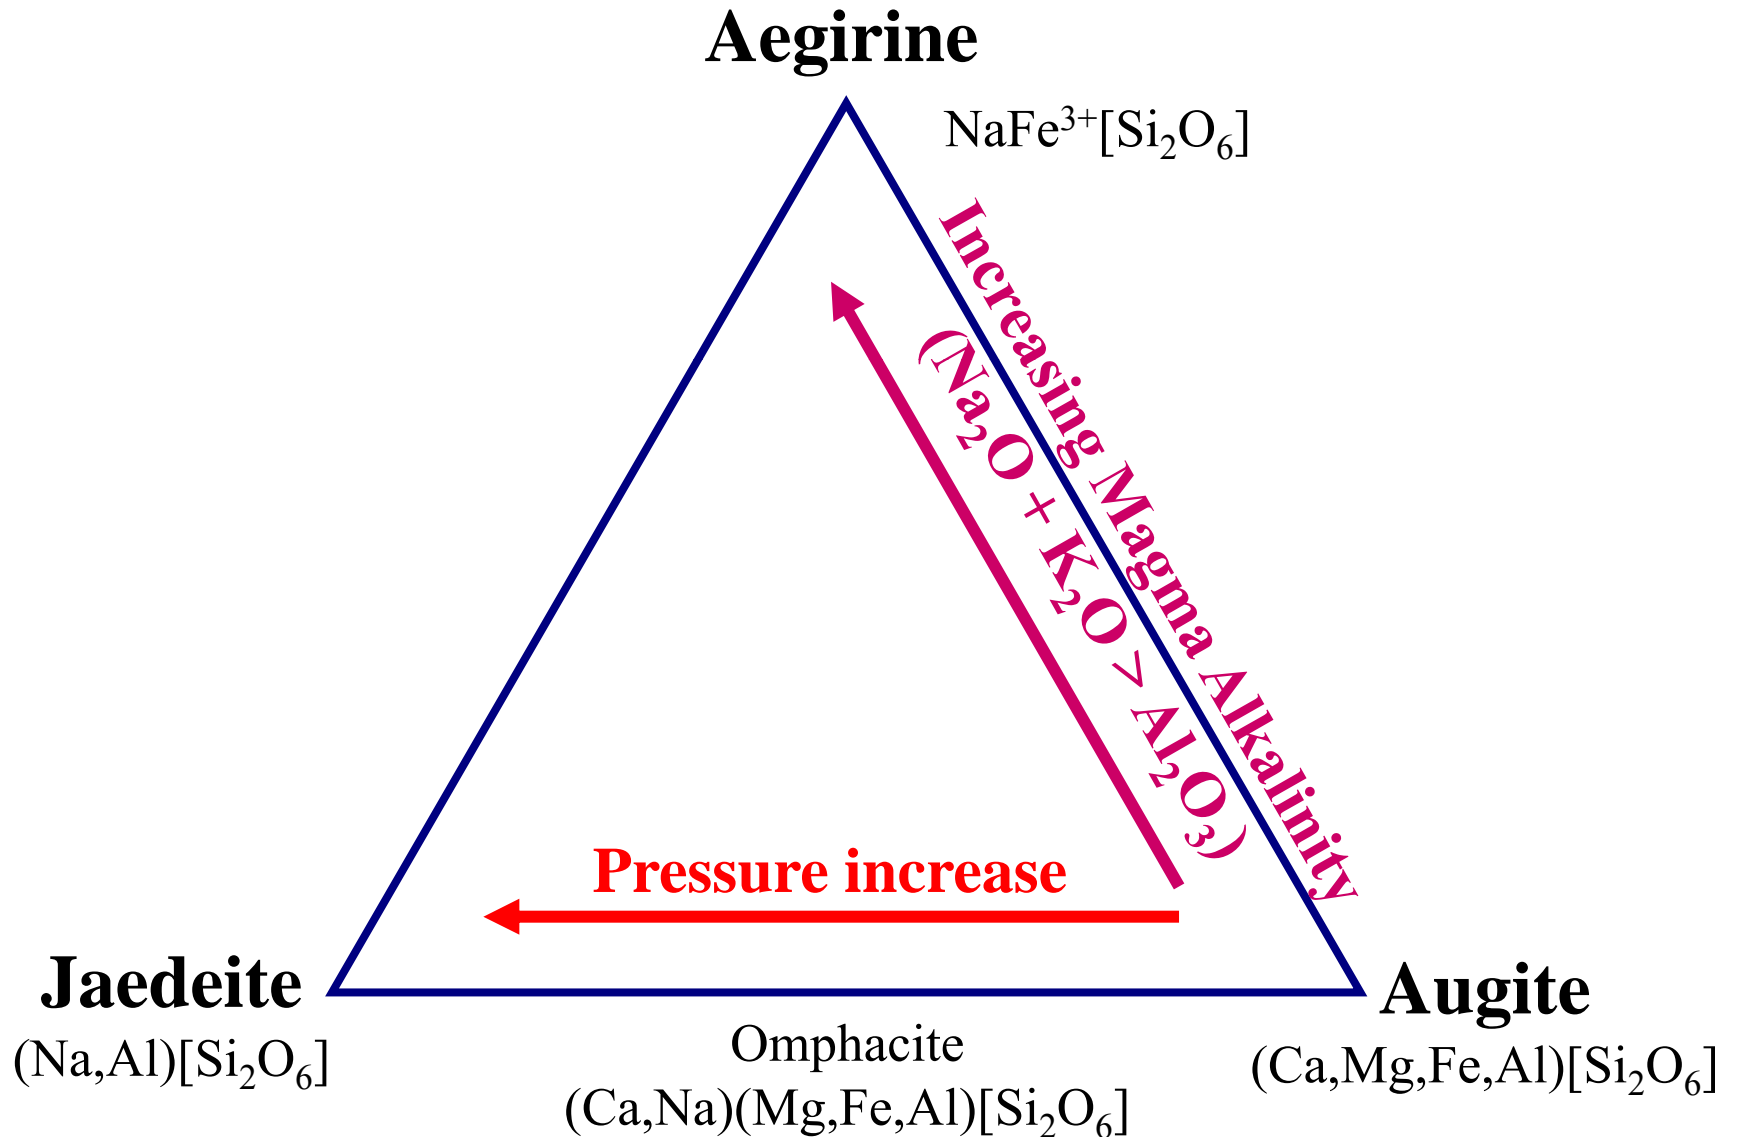 Aegirine
NaFe³⁺[Si₂O₆]
Increasing Magma Alkalinity
(Na₂O + K₂O > Al₂O₃)
Pressure increase
Jaedeite
(Na,Al)[Si₂O₆]
Omphacite
(Ca,Na)(Mg,Fe,Al)[Si₂O₆]
Augite
(Ca,Mg,Fe,Al)[Si₂O₆]